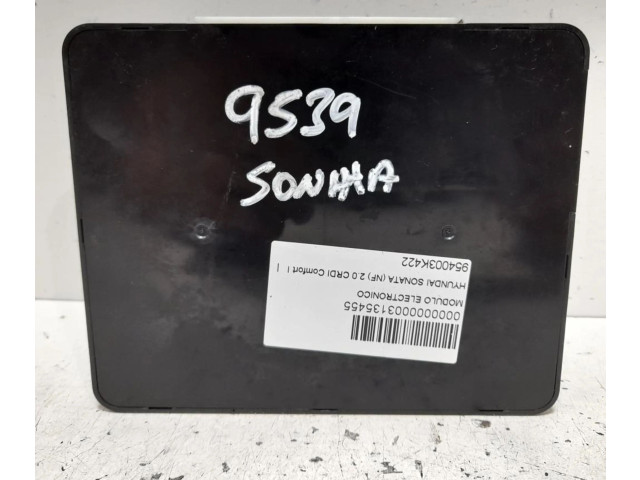 9539
SONATA
0000000003135455
MODULO ELECTRONICO
HYUNDAI SONATA (NF) 2.0 CRDI Comfort |
954003K422